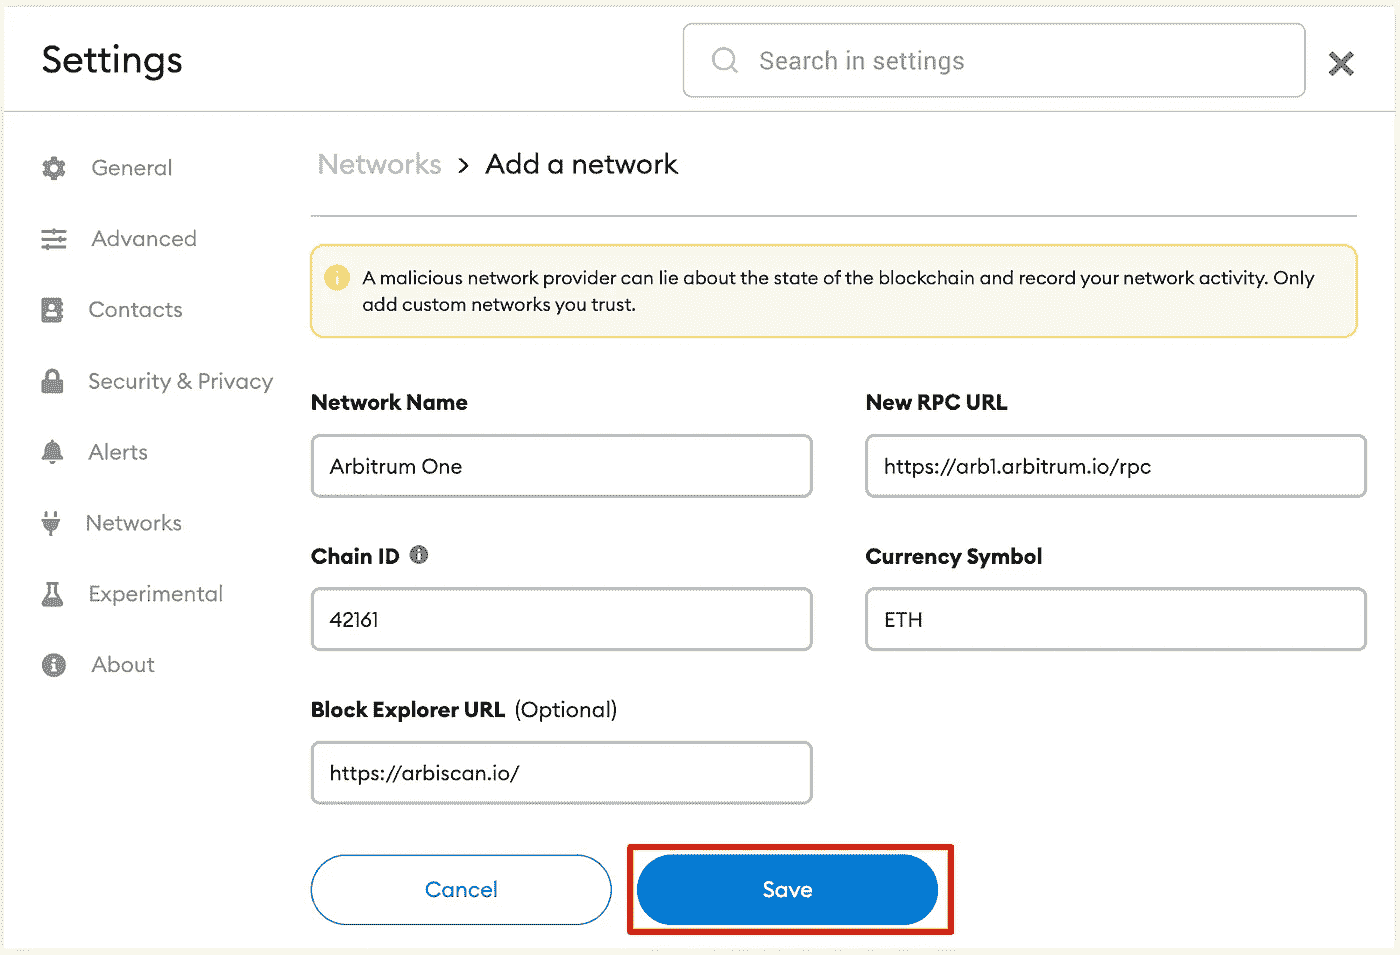 Settings
Search in settings
General
Advanced
Contacts
Security & Privacy
Alerts
Networks
Experimental
About
Networks > Add a network
A malicious network provider can lie about the state of the blockchain and record your network activity. Only
add custom networks you trust.
Network Name
Arbitrum One
New RPC URL
https://arb1.arbitrum.io/rpc
Chain ID
42161
Currency Symbol
ETH
Block Explorer URL (Optional)
https://arbiscan.io/
Cancel
Save